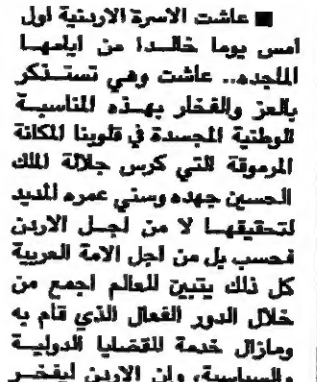 ■ عاشت الاسرة الاردنية اول
امس يوما خالدا من ايامها
الماجده.. عاشت وهي تستذكر
بالعز والفخار بهذه المناسبة
الوطنية المجسدة في قلوبنا المكانة
المرموقة التي كرس جلالة الملك
الحسين جهده وسني عمره المديد
لتحقيقها لا من اجل الاردن
فحسب بل من اجل الامة العربية
كل ذلك يتبين للعالم اجمع من
خلال الدور الفعال الذي قام به
ومازال خدمة للقضايا الدولية
والسياسية، وان الاردن ليفخر